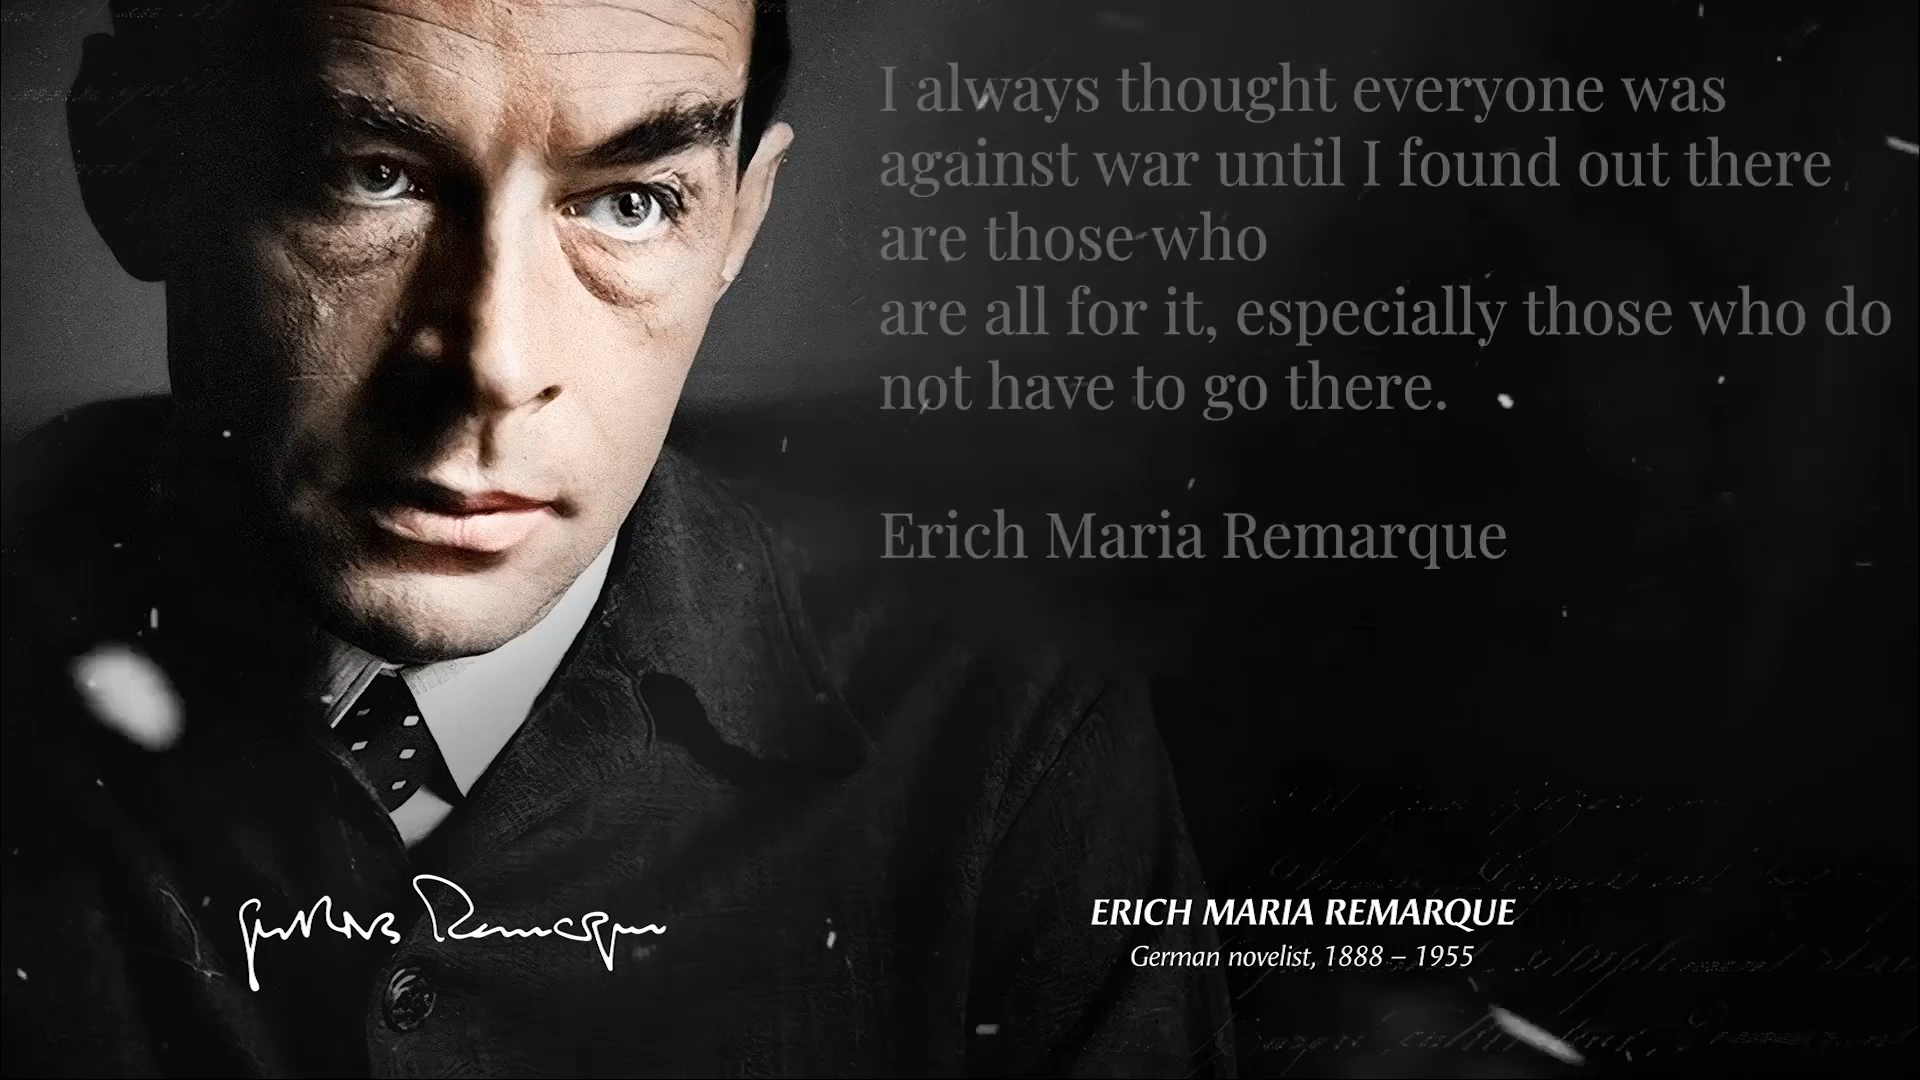 I always thought everyone was
against war until I found out there
are those who
are all for it, especially those who do
not have to go there.
Erich Maria Remarque
Remarque
ERICH MARIA REMARQUE
German novelist, 1888 – 1955